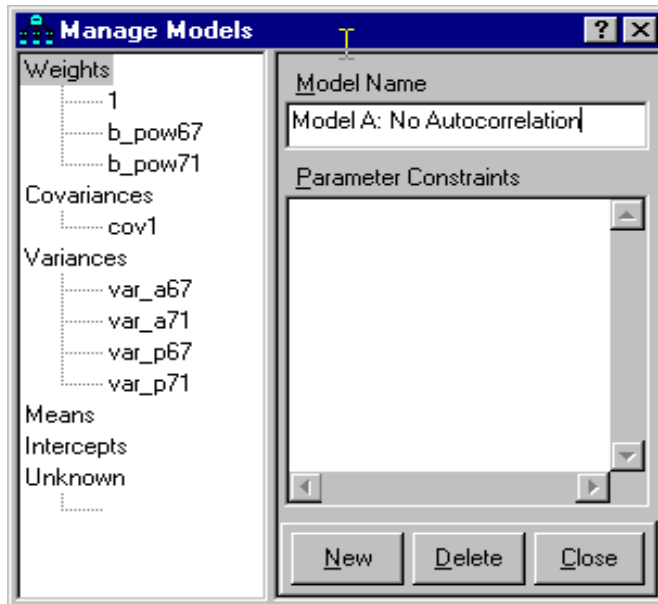 Manage Models
Weights
1
b_pow67
b_pow71
Covariances
cov1
Variances
var_a67
var_a71
var_p67
var_p71
Means
Intercepts
Unknown
Model Name
Model A: No Autocorrelation
Parameter Constraints
New
Delete
Close